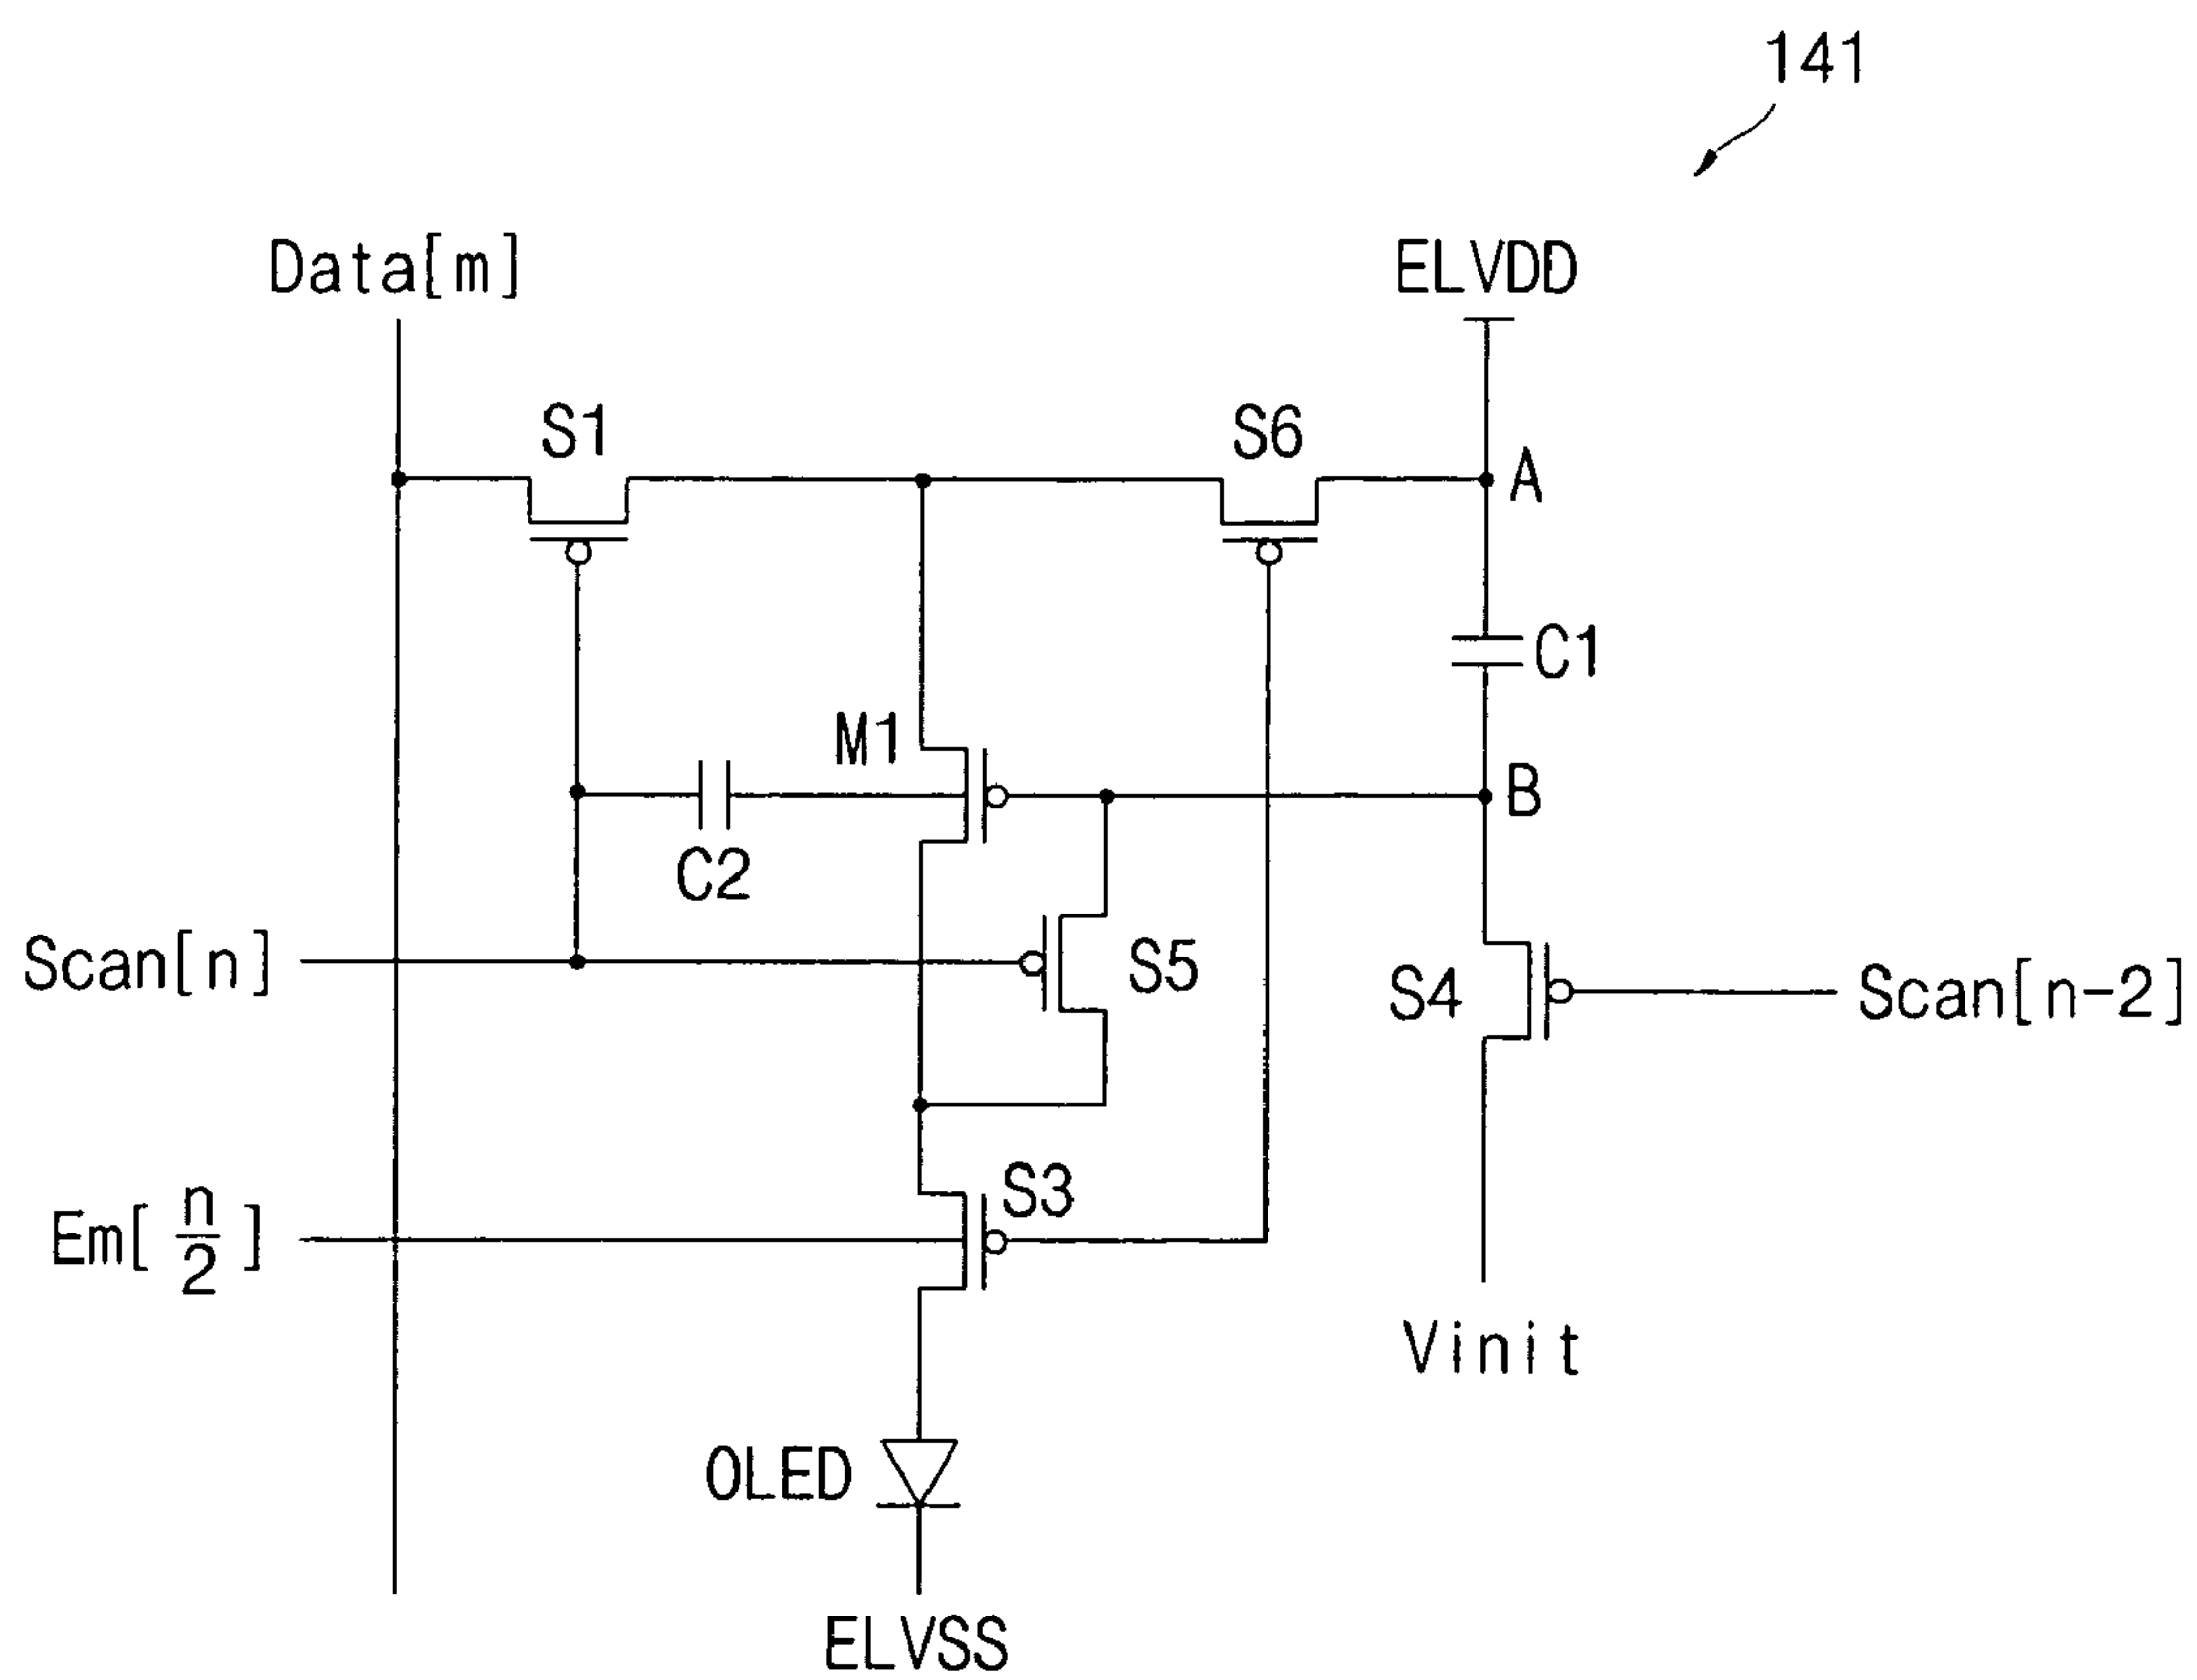 141
Data[m]
ELVDD
S1
S6
A
C1
M1
B
C2
Scan[n]
S5
S4
Scan[n-2]
S3
Em[n/2]
Vinit
OLED
ELVSS